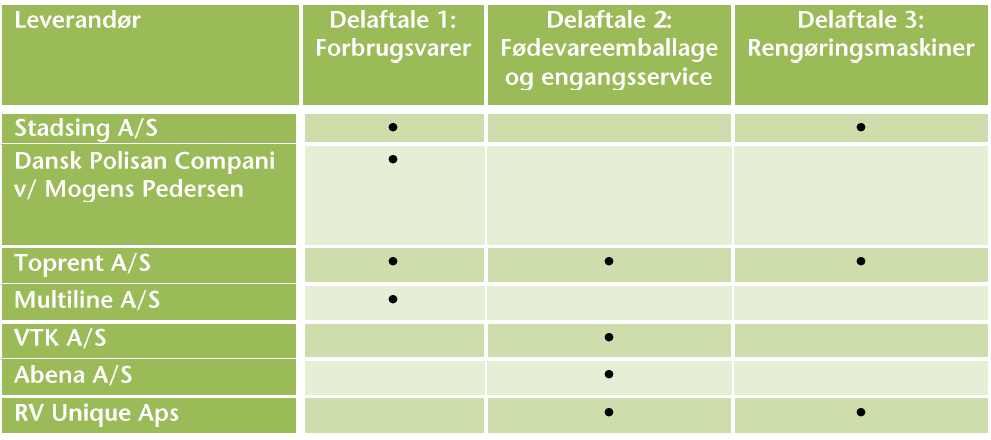 Leverandør
Delaftale 1:
Forbrugsvarer
Delaftale 2:
Fødevareemballage
og engangsservice
Delaftale 3:
Rengøringsmaskiner
Stadsing A/S • •
Dansk Polisan Compani •
v/ Mogens Pedersen
Toprent A/S • • •
Multiline A/S •
VTK A/S •
Abena A/S •
RV Unique Aps • •